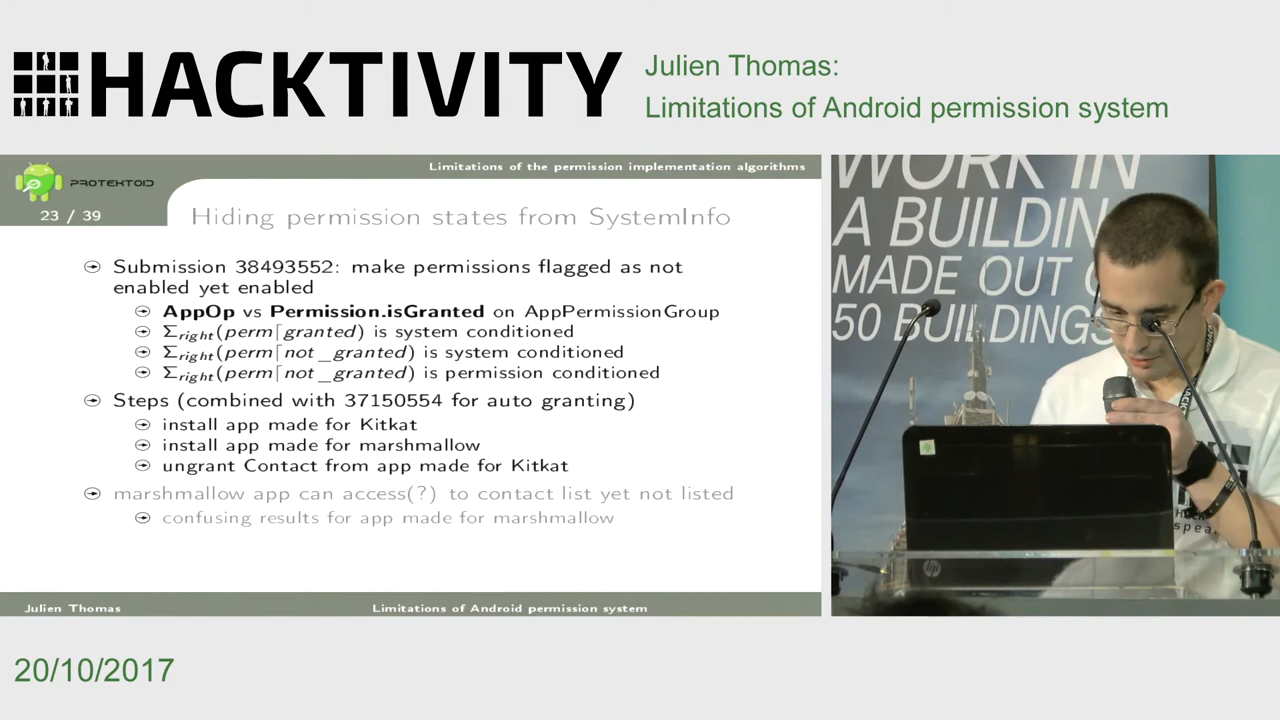 HACKTIVITY
Julien Thomas:
Limitations of Android permission system
PROTEKTOID
Limitations of the permission implementation algorithms
23 / 39
Hiding permission states from SystemInfo
Submission 38493552: make permissions flagged as not
enabled yet enabled
AppOp vs Permission.isGranted on AppPermissionGroup
Σright(perm⌈granted) is system conditioned
Σright(perm⌈not_granted) is system conditioned
Σright(perm⌈not_granted) is permission conditioned
Steps (combined with 37150554 for auto granting)
install app made for Kitkat
install app made for marshmallow
ungrant Contact from app made for Kitkat
marshmallow app can access(?) to contact list yet not listed
confusing results for app made for marshmallow
Julien Thomas
Limitations of Android permission system
WORK IN
A BUILDING
MADE OUT
50 BUILDINGS
hp
20/10/2017